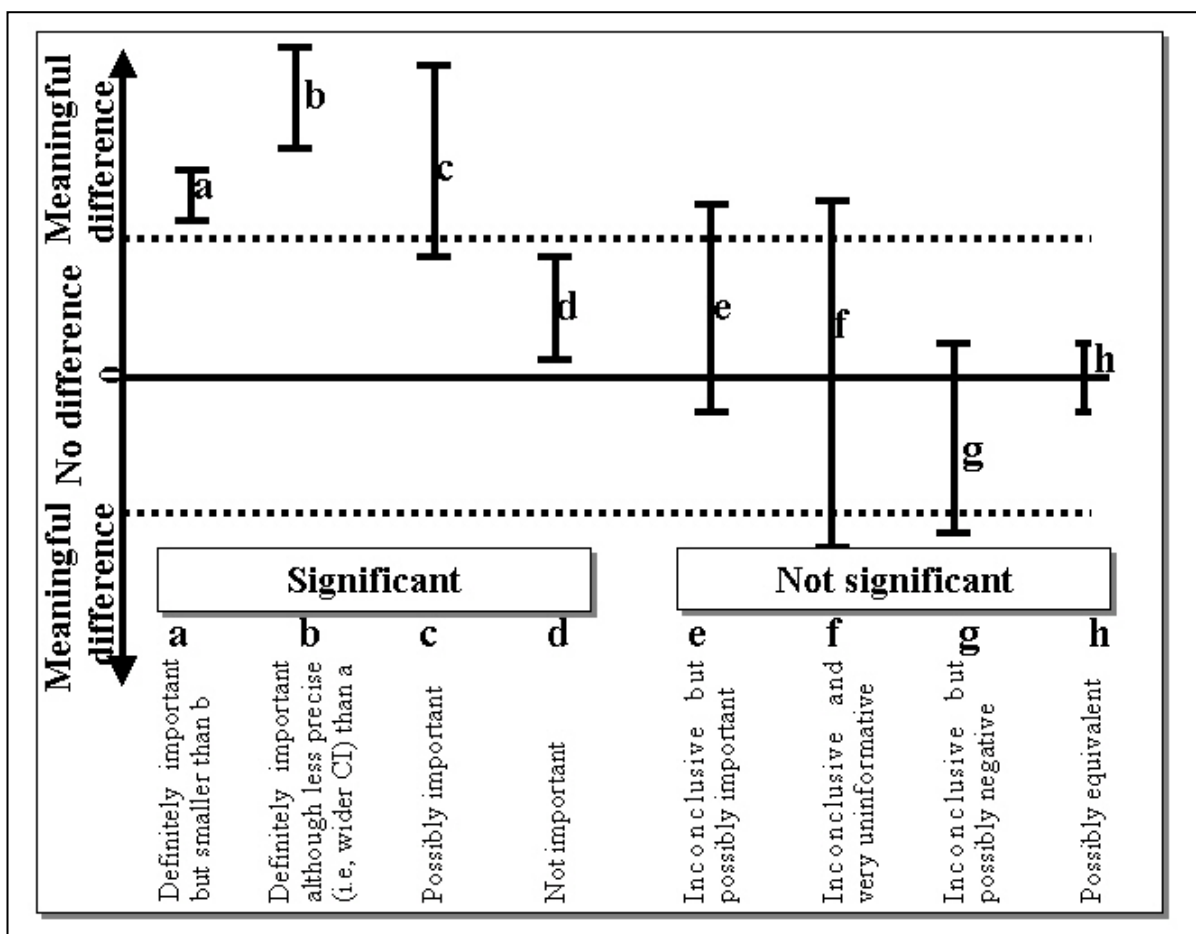 Meaningful
difference
No difference
0
Meaningful
difference
a
b
c
d
e
f
g
h
Significant
Not significant
a
b
c
d
e
f
g
h
Definitely important
but smaller than b
Definitely important
although less precise
(i.e, wider CI) than a
Possibly important
Not important
Inconclusive but
possibly important
Inconclusive and
very uninformative
Inconclusive but
possibly negative
Possibly equivalent